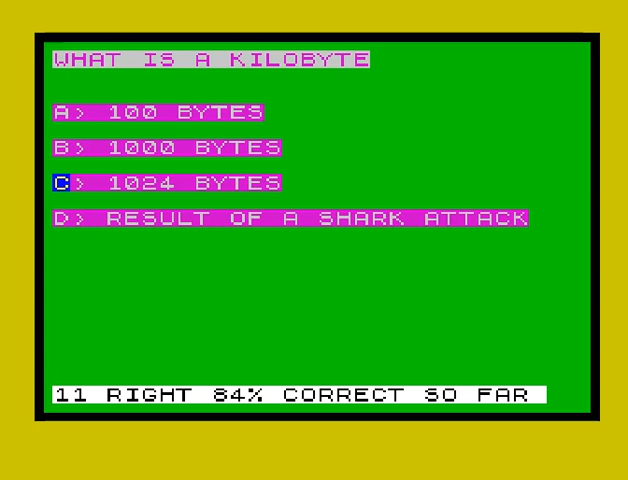 WHAT IS A KILOBYTE
A> 100 BYTES
B> 1000 BYTES
C> 1024 BYTES
D> RESULT OF A SHARK ATTACK
11 RIGHT 84% CORRECT SO FAR